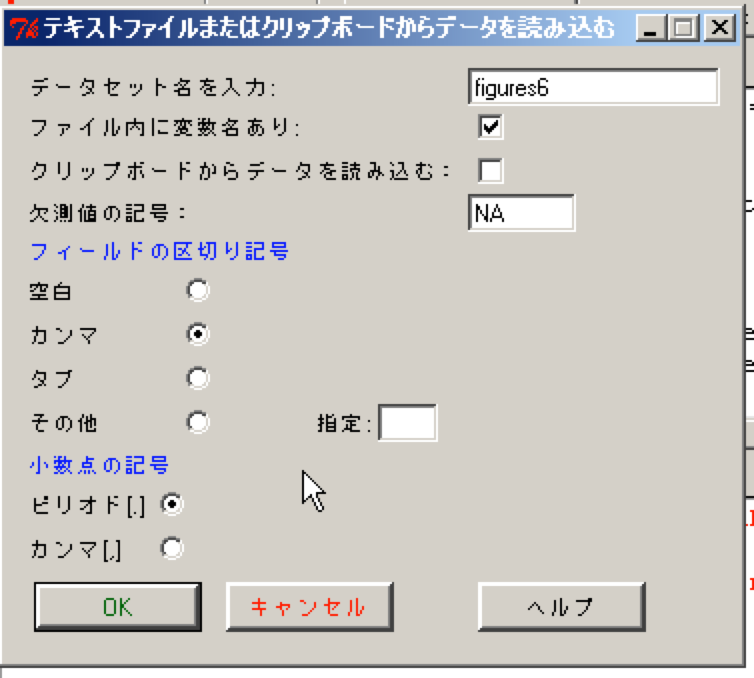 テキストファイルまたはクリップボードからデータを読み込む
データセット名を入力: figures6
ファイル内に変数名あり:
クリップボードからデータを読み込む:
欠測値の記号: NA
フィールドの区切り記号
空白
カンマ
タブ
その他 指定:
小数点の記号
ピリオド[.]
カンマ[,]
OK キャンセル ヘルプ